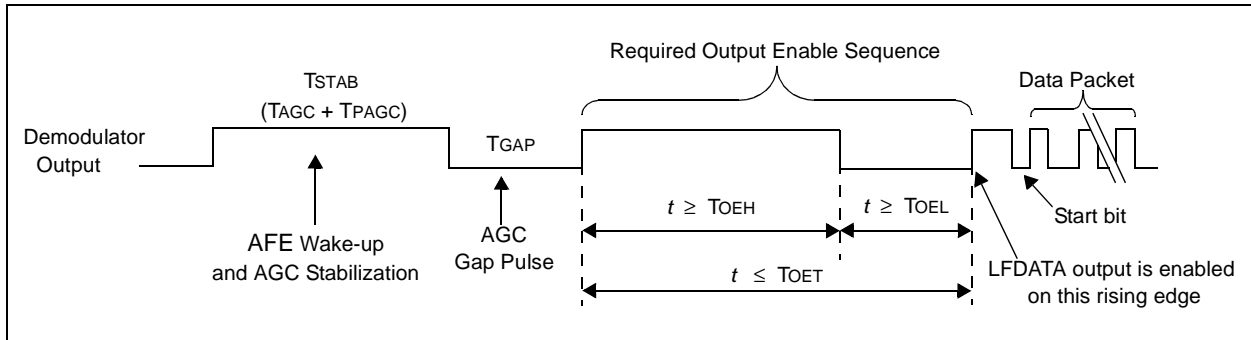 Required Output Enable Sequence
Data Packet
TSTAB
(TAGC + TPAGC)
Demodulator
Output
TGAP
t ≥ TOEH
t ≥ TOEL
Start bit
AFE Wake-up
and AGC Stabilization
AGC
Gap Pulse
t ≤ TOET
LFDATA output is enabled
on this rising edge